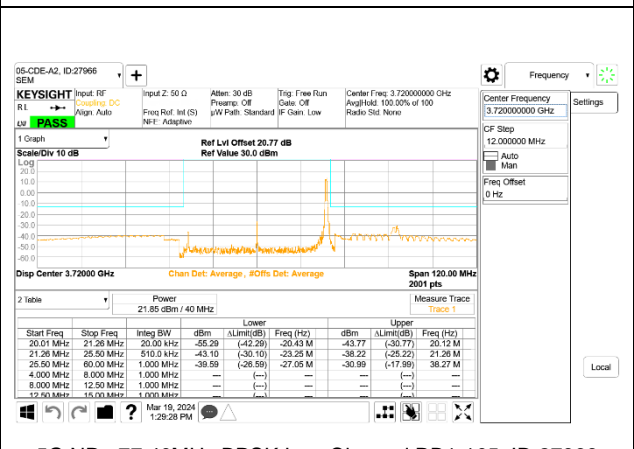 05-CDE-A2, ID:27966
SEM
Frequency
KEYSIGHT
Input: RF
Coupling: DC
Align: Auto
Input Z: 50 Ω
Freq Ref: Int (S)
NFE: Adaptive
Atten: 30 dB
Preamp: Off
µW Path: Standard
Trig: Free Run
Gate: Off
IF Gain: Low
Center Freq: 3.720000000 GHz
Avg|Hold: 100.00% of 100
Radio Std: None
RL
PASS
Center Frequency
3.720000000 GHz
Settings
CF Step
12.000000 MHz
Auto
Man
Freq Offset
0 Hz
Local
1 Graph
Scale/Div 10 dB
Ref Lvl Offset 20.77 dB
Ref Value 30.0 dBm
Log
20.0
10.0
0.00
-10.0
-20.0
-30.0
-40.0
-50.0
-60.0
Disp Center 3.72000 GHz
Chan Det: Average , #Offs Det: Average
Span 120.00 MHz
2001 pts
2 Table
Power
21.85 dBm / 40 MHz
Measure Trace
Trace 1
Lower Upper
Start Freq Stop Freq Integ BW dBm ΔLimit(dB) Freq (Hz) dBm ΔLimit(dB) Freq (Hz)
20.01 MHz 21.26 MHz 20.00 kHz -55.29 (-42.29) -20.43 M -43.77 (-30.77) 20.12 M
21.26 MHz 25.50 MHz 510.0 kHz -43.10 (-30.10) -23.25 M -38.22 (-25.22) 21.26 M
25.50 MHz 60.00 MHz 1.000 MHz -39.59 (-26.59) -27.05 M -30.99 (-17.99) 38.27 M
4.000 MHz 8.000 MHz 1.000 MHz --- (---) --- --- (---) ---
8.000 MHz 12.50 MHz 1.000 MHz --- (---) --- --- (---) ---
12.50 MHz 15.00 MHz 1.000 MHz --- (---) --- --- (---) ---
Mar 19, 2024
1:29:28 PM